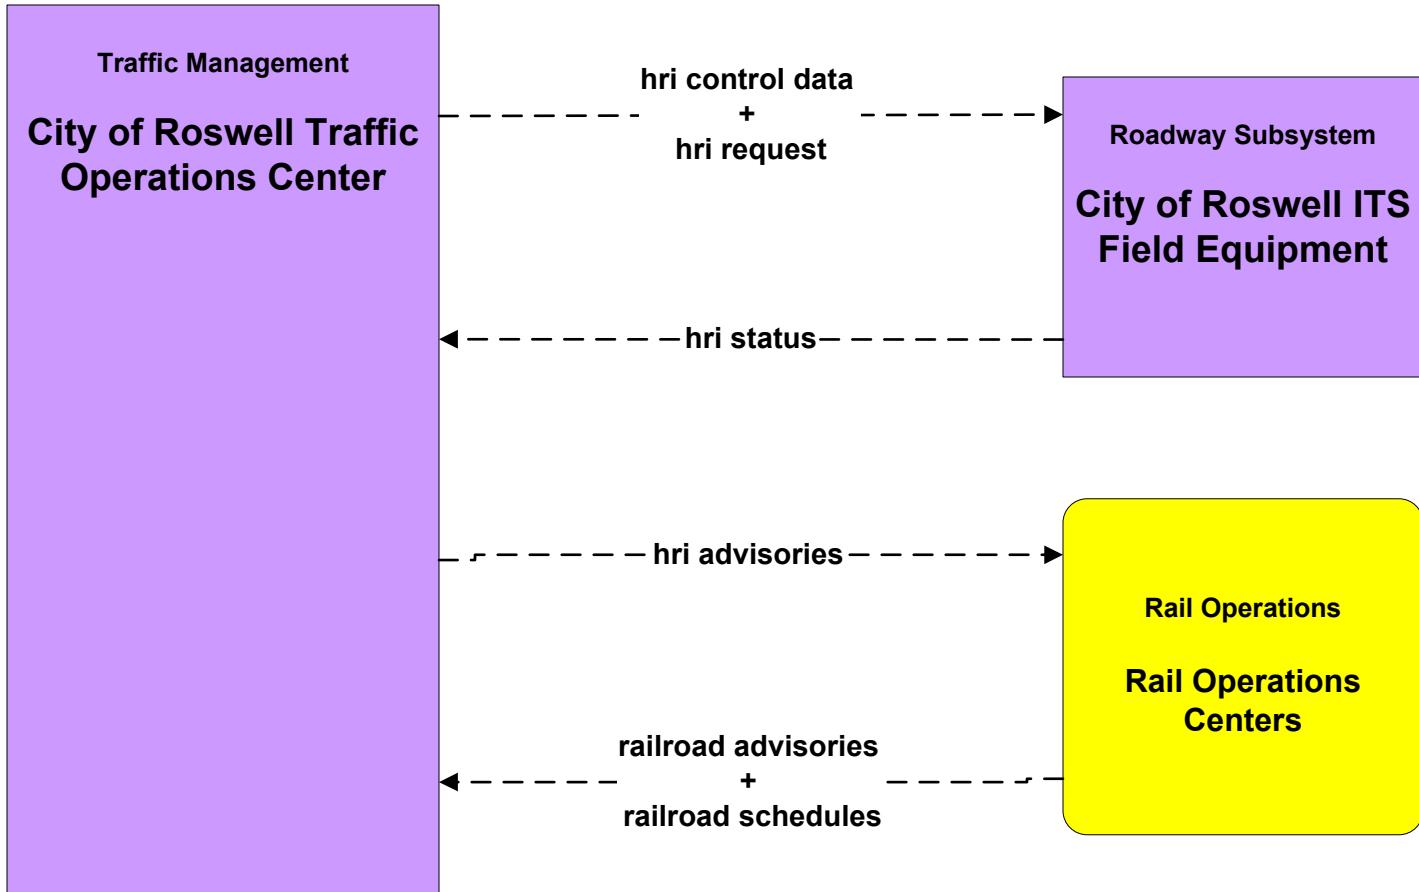 Traffic Management
City of Roswell Traffic
Operations Center
hri control data
+
hri request
Roadway Subsystem
City of Roswell ITS
Field Equipment
hri status
hri advisories
Rail Operations
Rail Operations
Centers
railroad advisories
+
railroad schedules